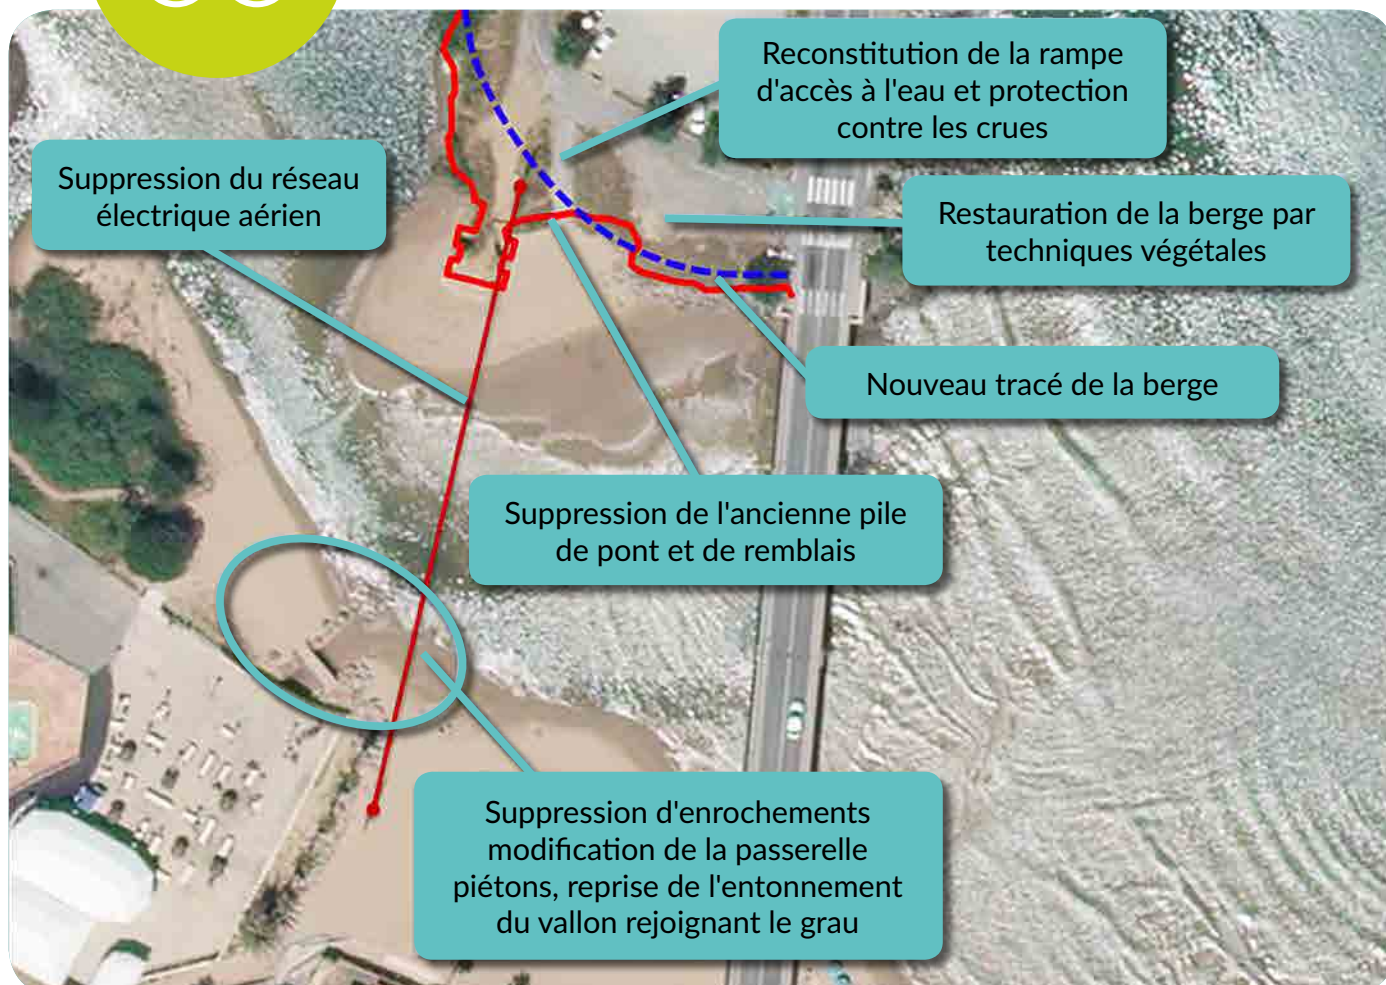 Reconstitution de la rampe
d'accès à l'eau et protection
contre les crues
Suppression du réseau
électrique aérien
Restauration de la berge par
techniques végétales
Nouveau tracé de la berge
Suppression de l'ancienne pile
de pont et de remblais
Suppression d'enrochements
modification de la passerelle
piétons, reprise de l'entonnement
du vallon rejoignant le grau